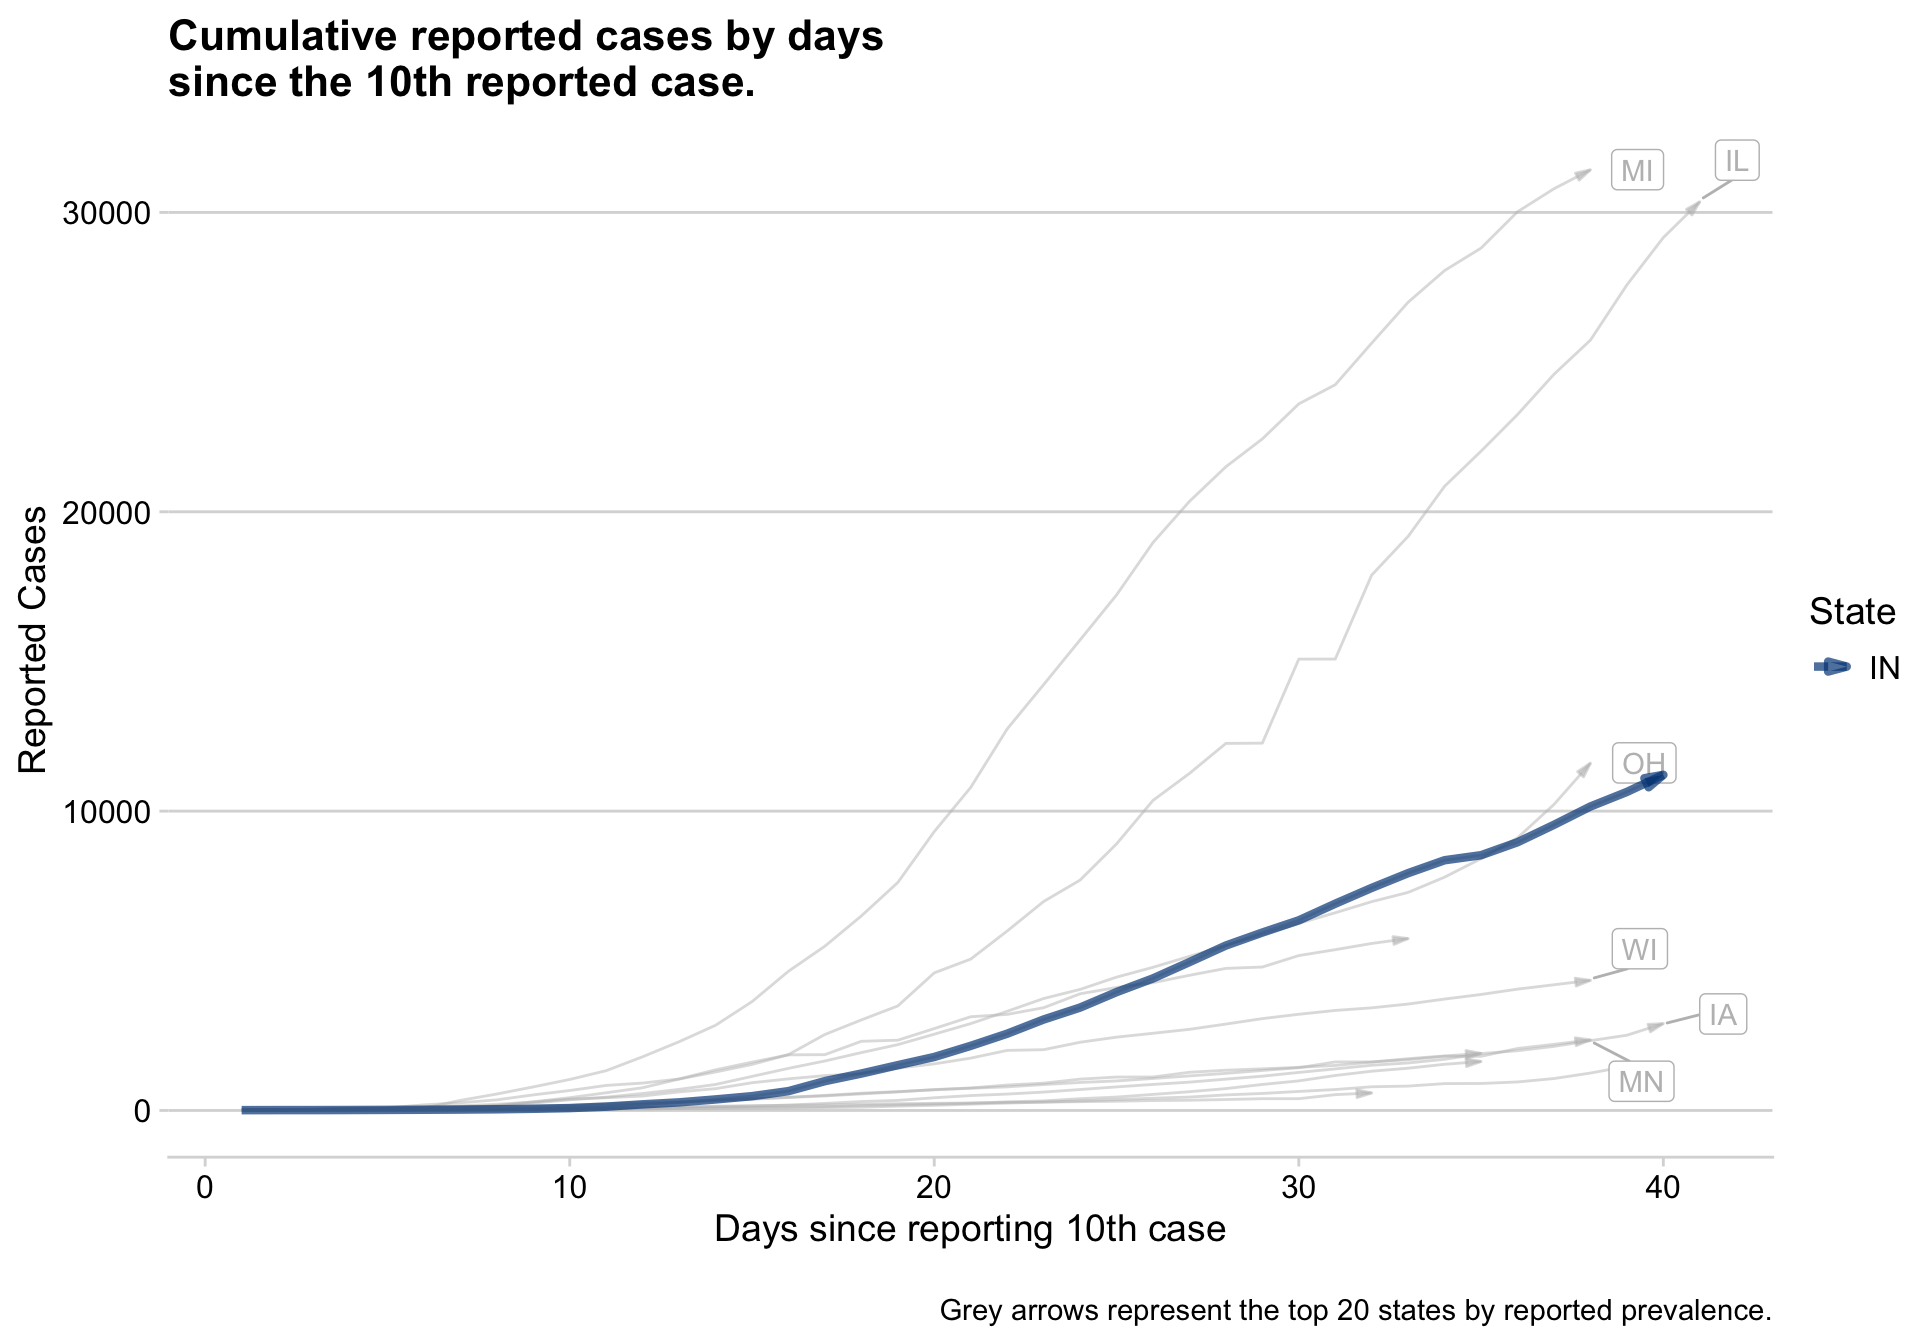 Cumulative reported cases by days
since the 10th reported case.
MI
IL
30000
20000
Reported Cases
State
IN
OH
10000
WI
IA
MN
0
0 10 20 30 40
Days since reporting 10th case
Grey arrows represent the top 20 states by reported prevalence.